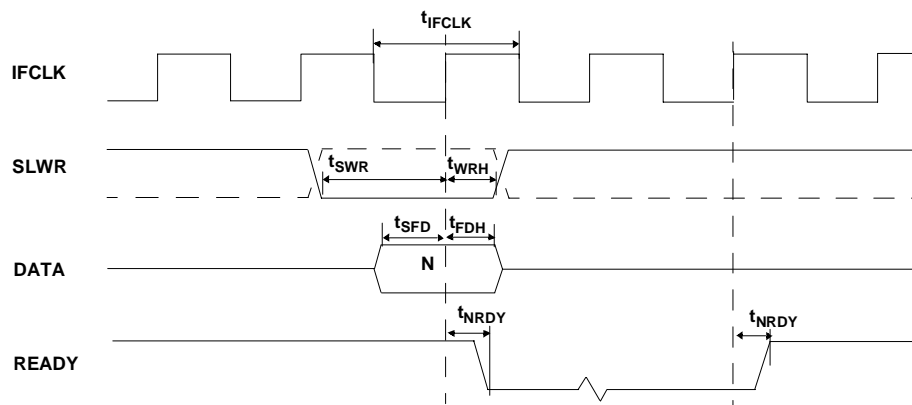 tIFCLK
IFCLK
SLWR
tSWR
tWRH
tSFD
tFDH
DATA
N
tNRDY
tNRDY
READY